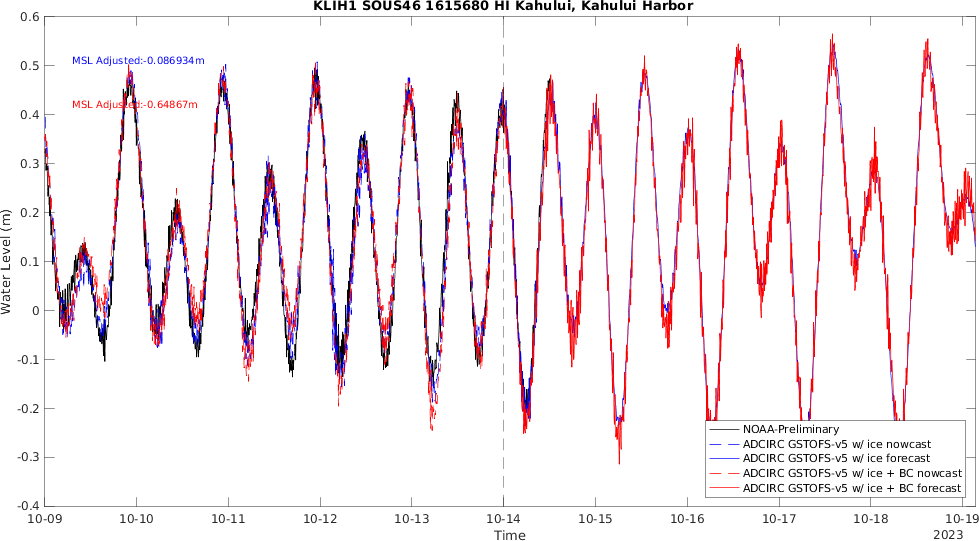 KLIH1 SOUS46 1615680 HI Kahului, Kahului Harbor
0.6
0.5
0.4
0.3
0.2
0.1
0
-0.1
-0.2
-0.3
-0.4
Water Level (m)
MSL Adjusted:-0.086934m
MSL Adjusted:-0.64867m
NOAA-Preliminary
ADCIRC GSTOFS-v5 w/ ice nowcast
ADCIRC GSTOFS-v5 w/ ice forecast
ADCIRC GSTOFS-v5 w/ ice + BC nowcast
ADCIRC GSTOFS-v5 w/ ice + BC forecast
10-09 10-10 10-11 10-12 10-13 10-14 10-15 10-16 10-17 10-18 10-19
Time
2023